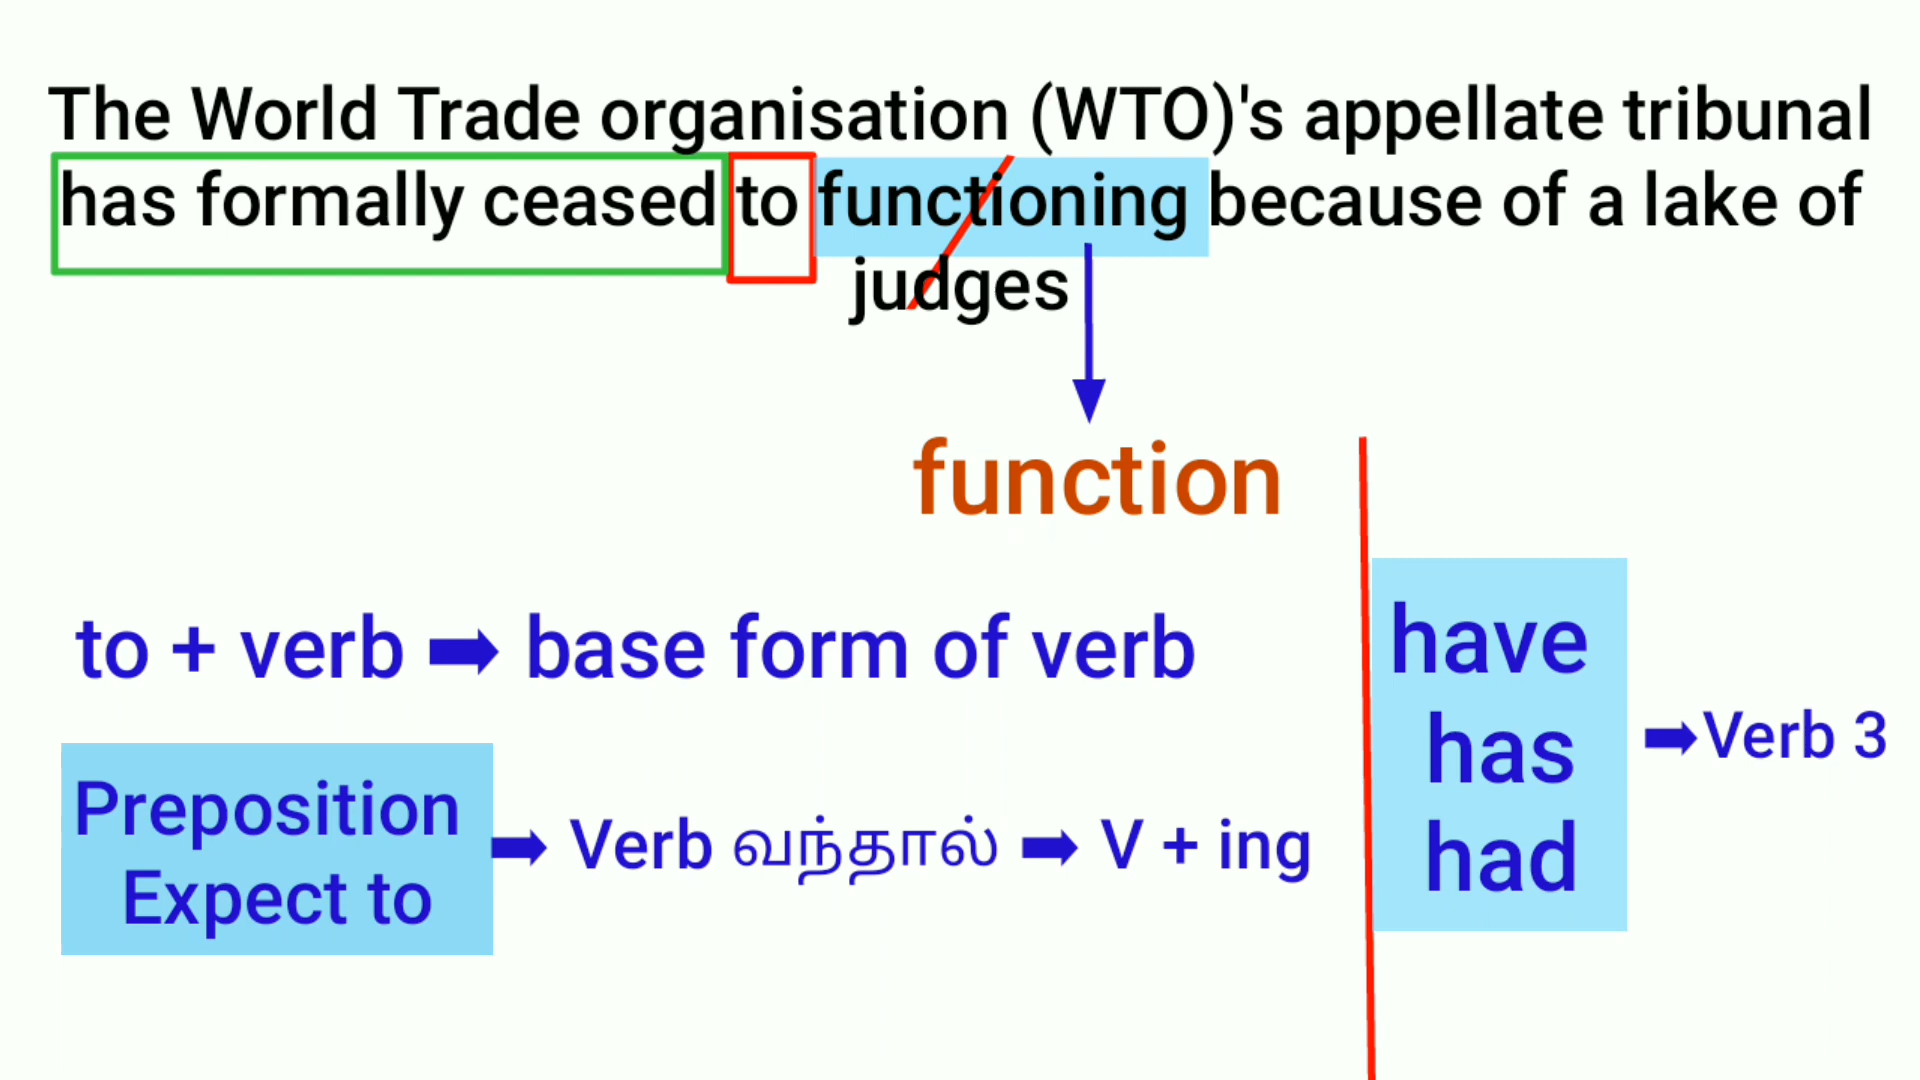 The World Trade organisation (WTO)'s appellate tribunal
has formally ceased to functioning because of a lake of
judges
function
to + verb ➡ base form of verb
Preposition
Expect to
➡ Verb வந்தால் ➡ V + ing
have
has
had
➡Verb 3